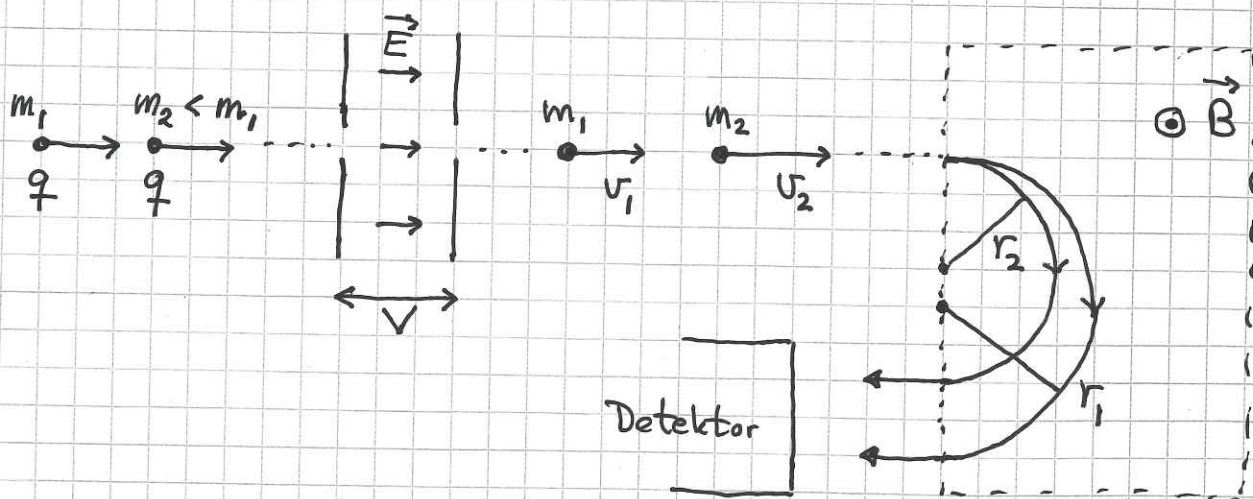 E⃗
m₁ m₂ < m₁
q q
V
m₁ m₂
v₁ v₂
⊙ B⃗
r₂
r₁
Detektor